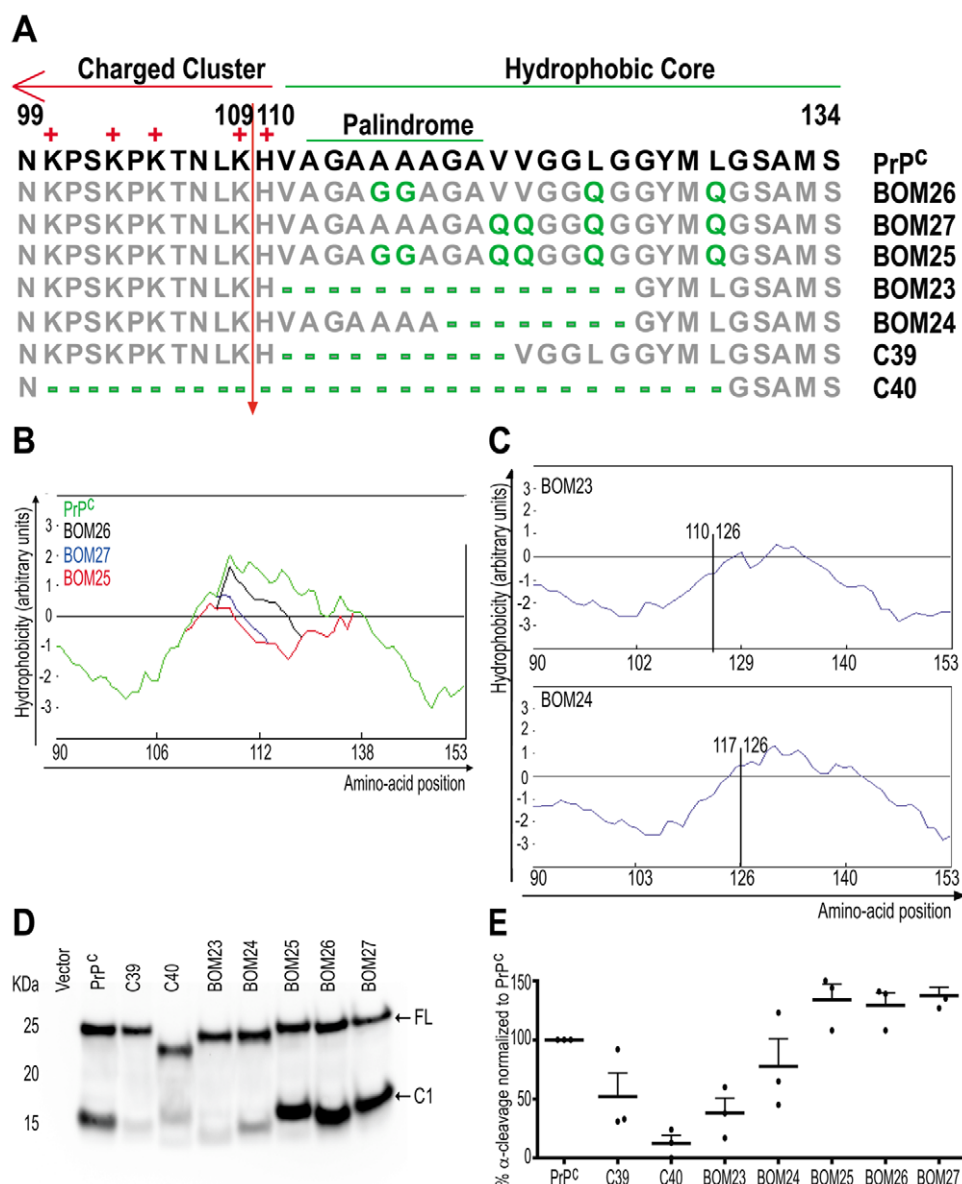 A
Charged Cluster Hydrophobic Core
99 109 110 134
+ + + + + Palindrome
NKPSKPKTNLKHVAGAAAAGAVVGGLGGYMLGSAMS PrPC
NKPSKPKTNLKHVAGAGGAGAVVGGQGGYMQGSAMS BOM26
NKPSKPKTNLKHVAGAAAAGAQQGGQGGYMQGSAMS BOM27
NKPSKPKTNLKHVAGAGGAGAQQGGQGGYMQGSAMS BOM25
NKPSKPKTNLKH---------------GYMLGSAMS BOM23
NKPSKPKTNLKHVAGAAAA--------GYMLGSAMS BOM24
NKPSKPKTNLKH----------VGGLGGYMLGSAMS C39
N------------------------------GSAMS C40
B
Hydrophobicity (arbitrary units)
PrPC
BOM26
BOM27
BOM25
3
2
1
0
-1
-2
-3
90 106 112 138 153
Amino-acid position
C
Hydrophobicity (arbitrary units)
BOM23
3
2
1
0
-1
-2
-3
110 126
90 102 129 140 153
BOM24
3
2
1
0
-1
-2
-3
117 126
90 103 126 140 153
Amino-acid position
D
KDa Vector PrPC C39 C40 BOM23 BOM24 BOM25 BOM26 BOM27
25 ←FL
20
15 ←C1
E
% α-cleavage normalized to PrPC
150
100
50
0
PrPC C39 C40 BOM23 BOM24 BOM25 BOM26 BOM27